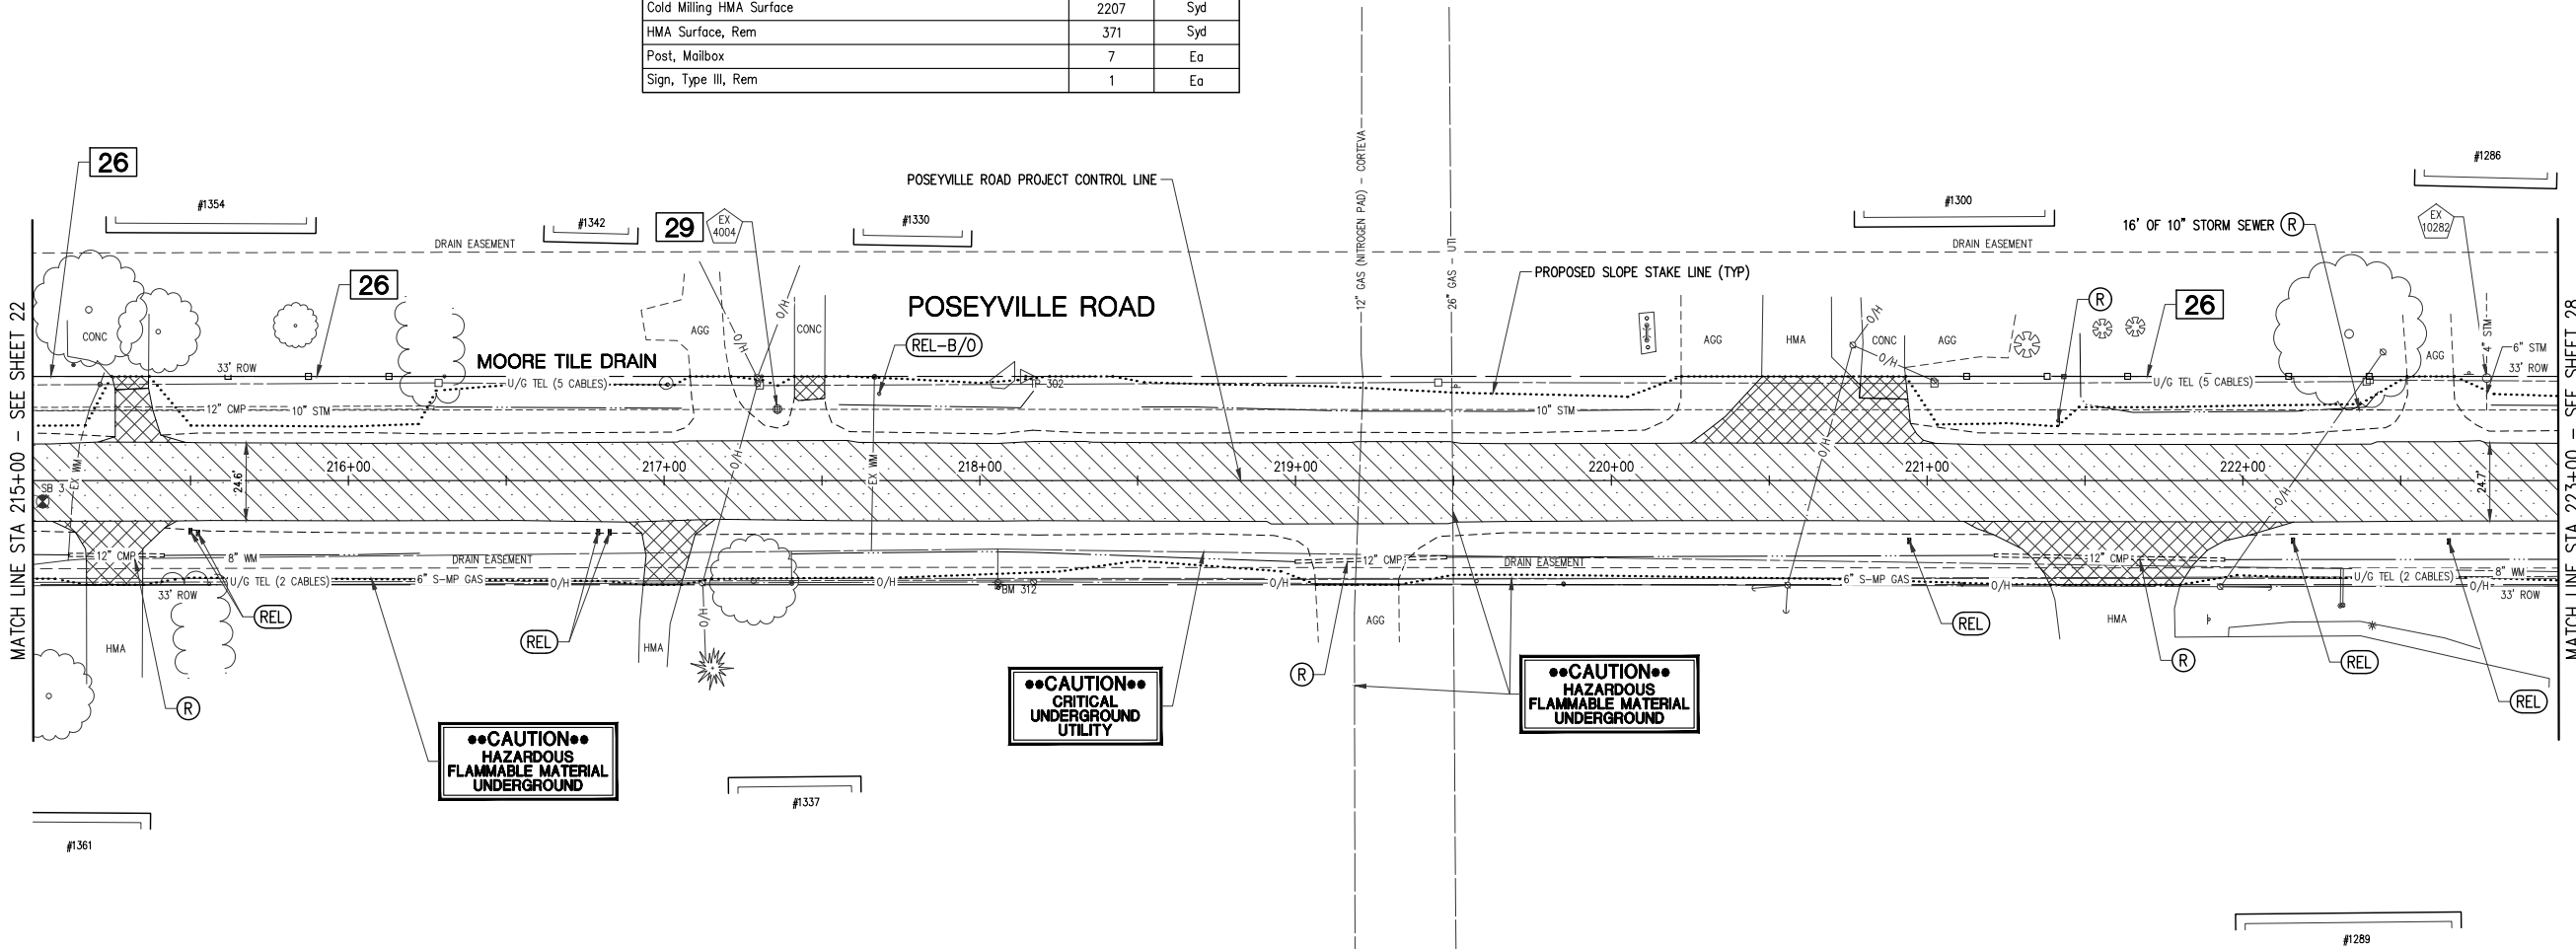 Cold Milling HMA Surface 2207 Syd
HMA Surface, Rem 371 Syd
Post, Mailbox 7 Ea
Sign, Type III, Rem 1 Ea
26
#1354
#1342
29
EX
4004
#1330
POSEYVILLE ROAD PROJECT CONTROL LINE
12" GAS (NITROGEN PAD) - CORTEVA
26" GAS - UTI
#1300
#1286
16' OF 10" STORM SEWER R
EX
10282
DRAIN EASEMENT
DRAIN EASEMENT
26
PROPOSED SLOPE STAKE LINE (TYP)
R
26
POSEYVILLE ROAD
CONC
AGG
O/H
O/H
CONC
REL-B/O
AGG
HMA
CONC
AGG
O/H
O/H
AGG
4" STM
6" STM
33' ROW
MOORE TILE DRAIN
33' ROW
U/G TEL (5 CABLES)
TP 302
U/G TEL (5 CABLES)
12" CMP
10" STM
10" STM
MATCH LINE STA 215+00 - SEE SHEET 22
MATCH LINE STA 223+00 - SEE SHEET 28
EX WM
SB 3
24.6'
216+00
217+00
O/H
EX WM
218+00
219+00
220+00
O/H
221+00
222+00
O/H
24.7'
12" CMP
8" WM
DRAIN EASEMENT
12" CMP
DRAIN EASEMENT
12" CMP
8" WM
U/G TEL (2 CABLES)
6" S-MP GAS
O/H
O/H
O/H
O/H
6" S-MP GAS
O/H
U/G TEL (2 CABLES)
O/H
33' ROW
BM 312
33' ROW
HMA
REL
REL
HMA
AGG
REL
HMA
R
R
R
REL
REL
••CAUTION••
HAZARDOUS
FLAMMABLE MATERIAL
UNDERGROUND
••CAUTION••
CRITICAL
UNDERGROUND
UTILITY
••CAUTION••
HAZARDOUS
FLAMMABLE MATERIAL
UNDERGROUND
#1337
#1361
#1289